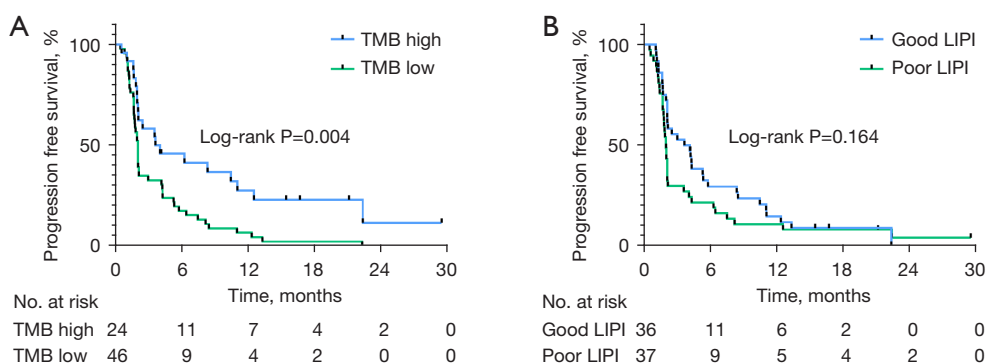 A
Progression free survival, %
100
50
0
TMB high
TMB low
Log-rank P=0.004
0 6 12 18 24 30
Time, months
No. at risk
TMB high 24 11 7 4 2 0
TMB low 46 9 4 2 0 0
B
Progression free survival, %
100
50
0
Good LIPI
Poor LIPI
Log-rank P=0.164
0 6 12 18 24 30
Time, months
No. at risk
Good LIPI 36 11 6 2 0 0
Poor LIPI 37 9 5 4 2 0